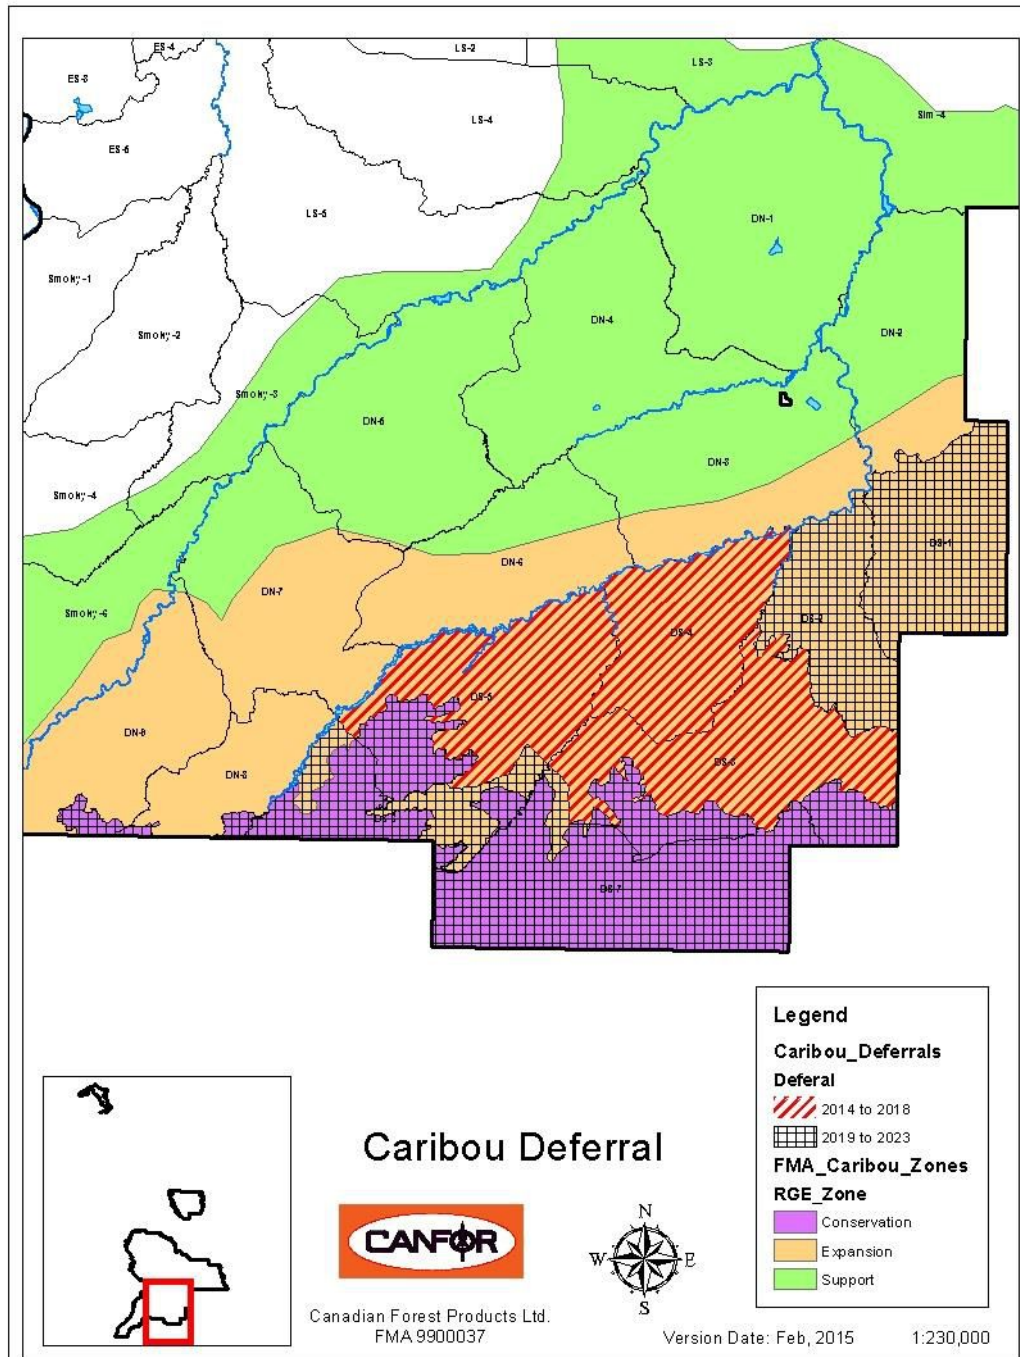 ES-4
LS-2
LS-3
ES-3
LS-4
Sim-4
ES-5
LS-5
DN-1
Smoky-1
Smoky-2
DN-4
DN-2
Smoky-3
DN-5
DN-3
Smoky-4
DS-1
DN-6
DN-7
Smoky-6
DS-2
DS-4
DS-5
DN-9
DS-3
DN-8
DS-7
Legend
Caribou_Deferrals
Deferal
2014 to 2018
2019 to 2023
FMA_Caribou_Zones
RGE_Zone
Conservation
Expansion
Support
Caribou Deferral
CANFOR
N
W E
S
Canadian Forest Products Ltd.
FMA 9900037
Version Date: Feb, 2015 1:230,000